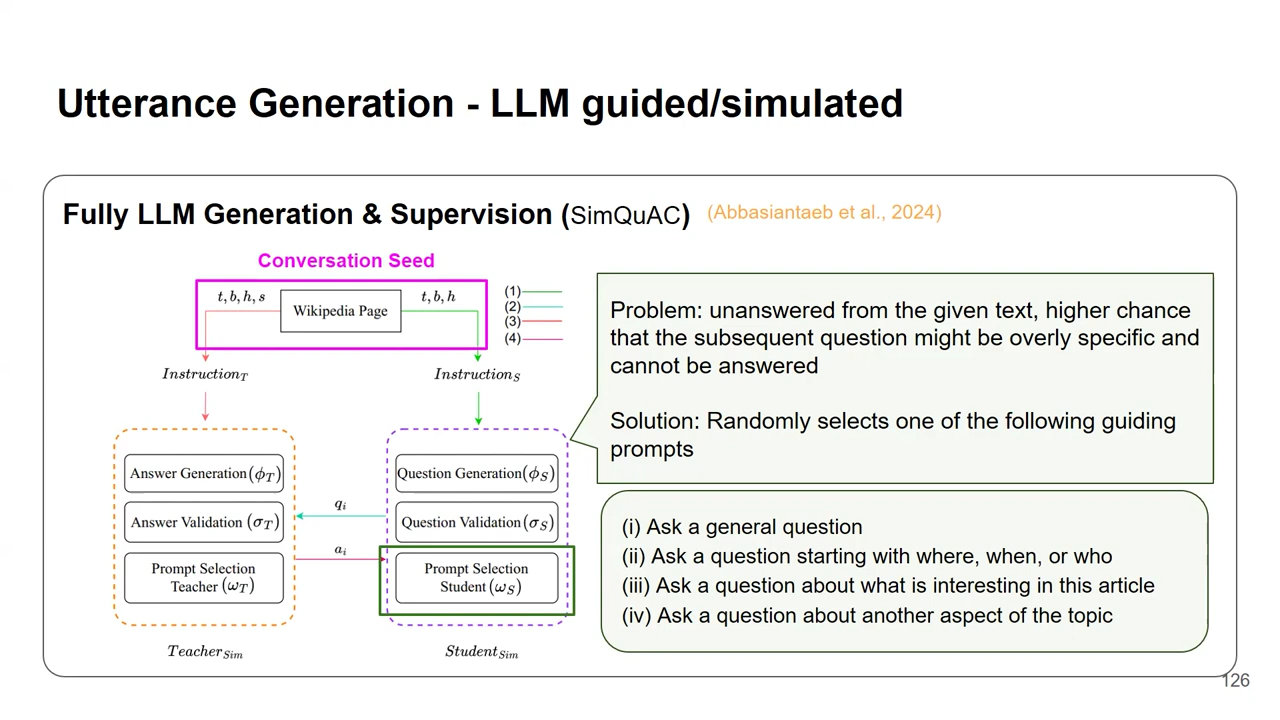 Utterance Generation - LLM guided/simulated
Fully LLM Generation & Supervision (SimQuAC) (Abbasiantaeb et al., 2024)
Conversation Seed
t, b, h, s
Wikipedia Page
t, b, h
(1)
(2)
(3)
(4)
Instruction_T
Instruction_S
Answer Generation(ϕ_T)
Answer Validation (σ_T)
Prompt Selection
Teacher (ω_T)
q_i
a_i
Question Generation(ϕ_S)
Question Validation (σ_S)
Prompt Selection
Student (ω_S)
Teacher_Sim
Student_Sim
Problem: unanswered from the given text, higher chance
that the subsequent question might be overly specific and
cannot be answered
Solution: Randomly selects one of the following guiding
prompts
(i) Ask a general question
(ii) Ask a question starting with where, when, or who
(iii) Ask a question about what is interesting in this article
(iv) Ask a question about another aspect of the topic
126